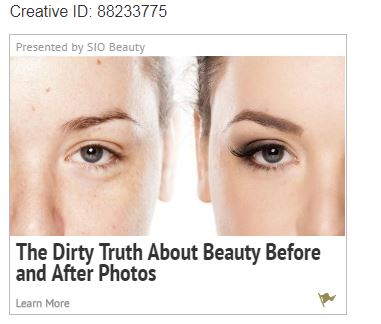 Creative ID: 88233775
Presented by SIO Beauty
The Dirty Truth About Beauty Before
and After Photos
Learn More